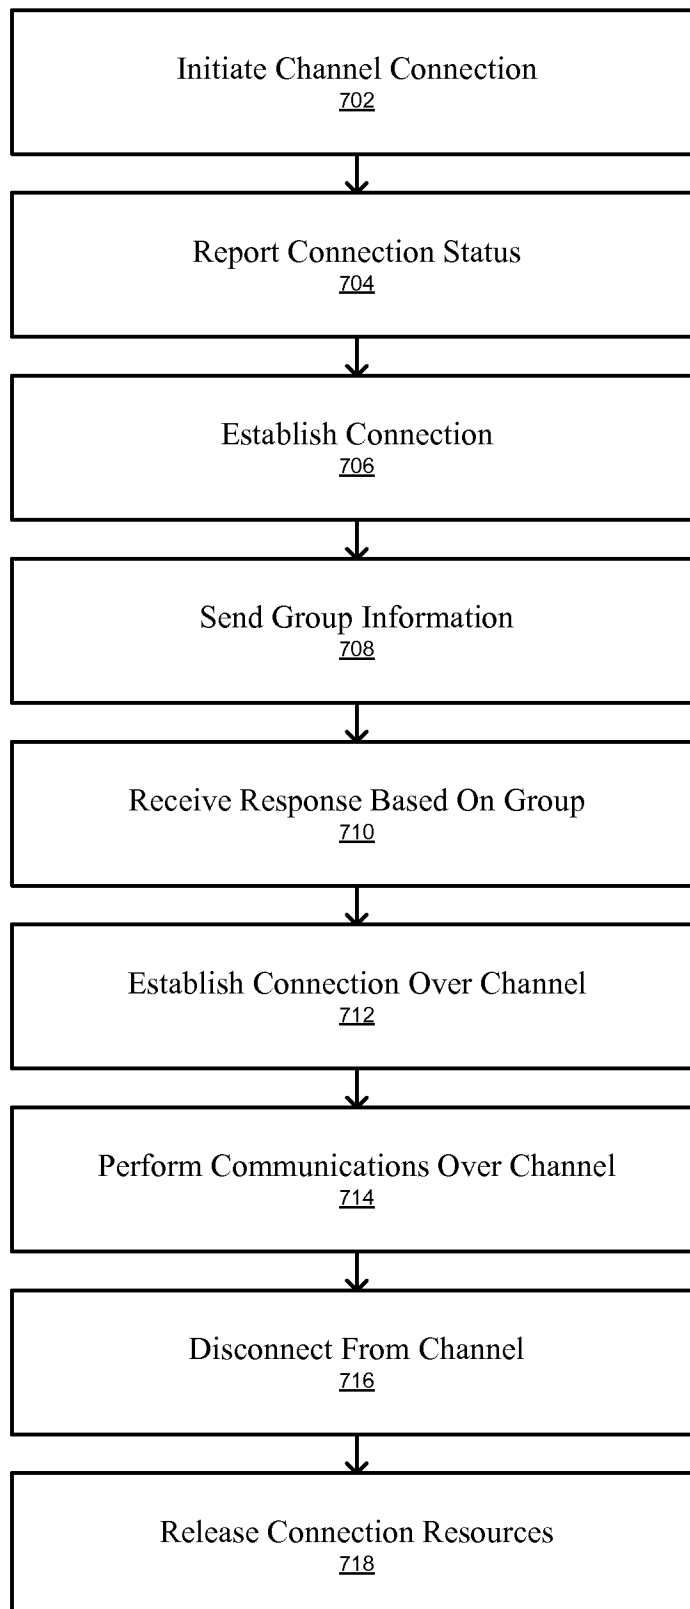 Initiate Channel Connection
702
Report Connection Status
704
Establish Connection
706
Send Group Information
708
Receive Response Based On Group
710
Establish Connection Over Channel
712
Perform Communications Over Channel
714
Disconnect From Channel
716
Release Connection Resources
718